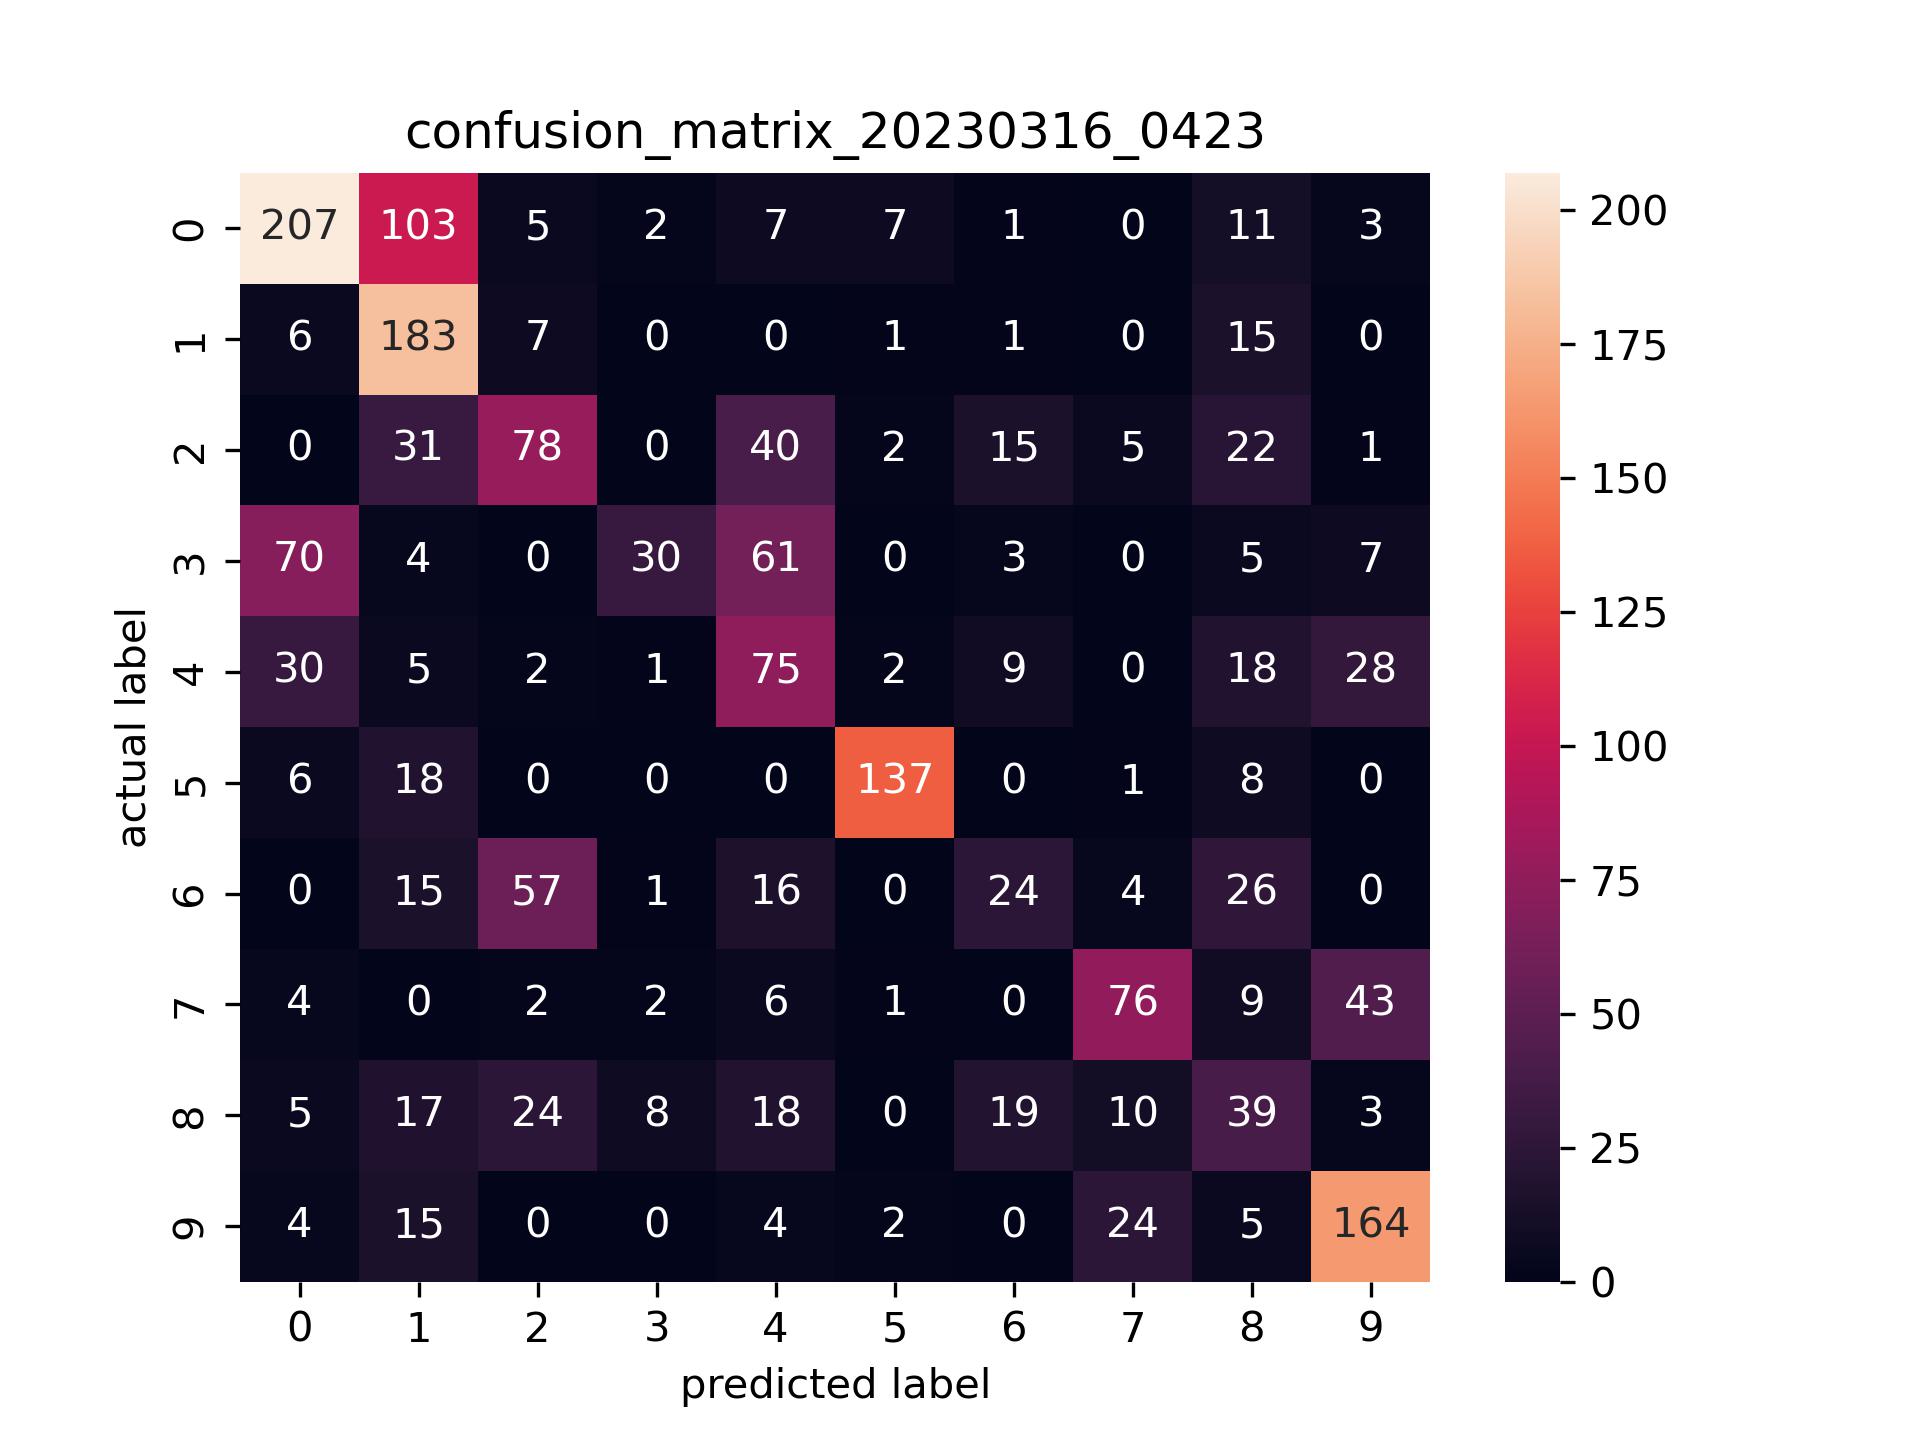 confusion_matrix_20230316_0423
0 207 103 5 2 7 7 1 0 11 3
1 6 183 7 0 0 1 1 0 15 0
2 0 31 78 0 40 2 15 5 22 1
3 70 4 0 30 61 0 3 0 5 7
4 30 5 2 1 75 2 9 0 18 28
5 6 18 0 0 0 137 0 1 8 0
6 0 15 57 1 16 0 24 4 26 0
7 4 0 2 2 6 1 0 76 9 43
8 5 17 24 8 18 0 19 10 39 3
9 4 15 0 0 4 2 0 24 5 164
0 1 2 3 4 5 6 7 8 9
predicted label
actual label
200
175
150
125
100
75
50
25
0